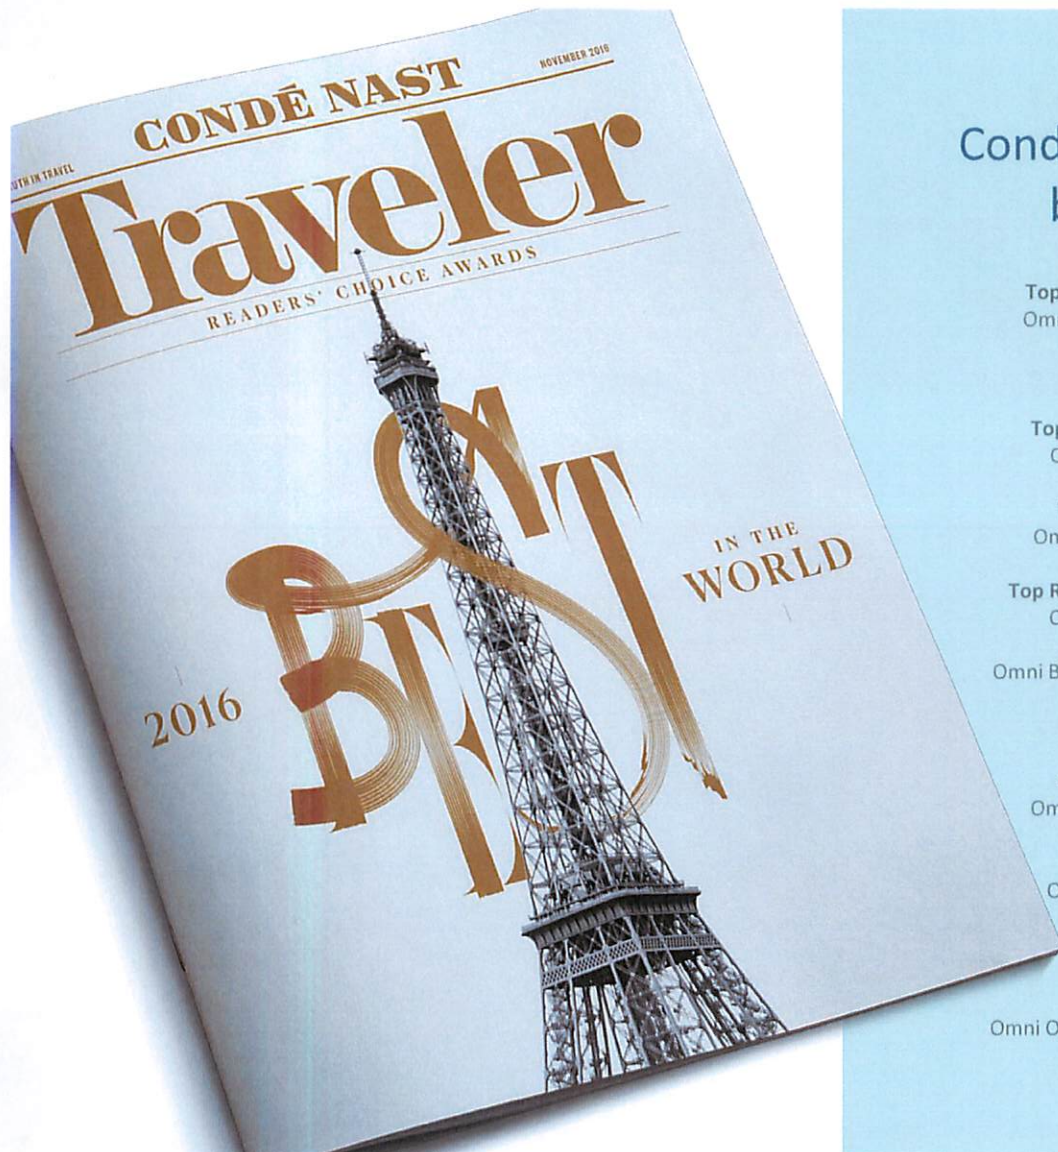 CONDÉ NAST
NOVEMBER 2016
UTH IN TRAVEL
Traveler
READERS' CHOICE AWARDS
BEST
IN THE
WORLD
2016
Cond
Top
Om
Top
Om
Top R
Omni B
Om
Omni O